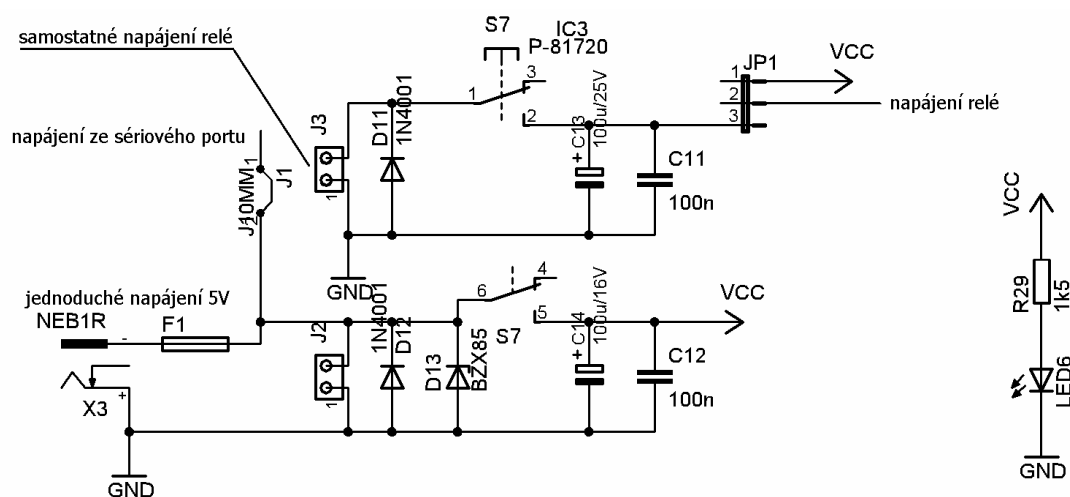 samostatné napájení relé
S7
IC3
P-81720
3
1
2
JP1
1
2
3
VCC
napájení relé
J3
1
D11
1N4001
+
C13
100u/25V
C11
100n
GND
napájení ze sériového portu
1
J1
J10MM
2
jednoduché napájení 5V
NEB1R
-
F1
X3
+
GND
J2
1
1N4001
D12
D13
BZX85
6
4
5
S7
+
C14
100u/16V
C12
100n
VCC
VCC
R29
1k5
LED6
GND